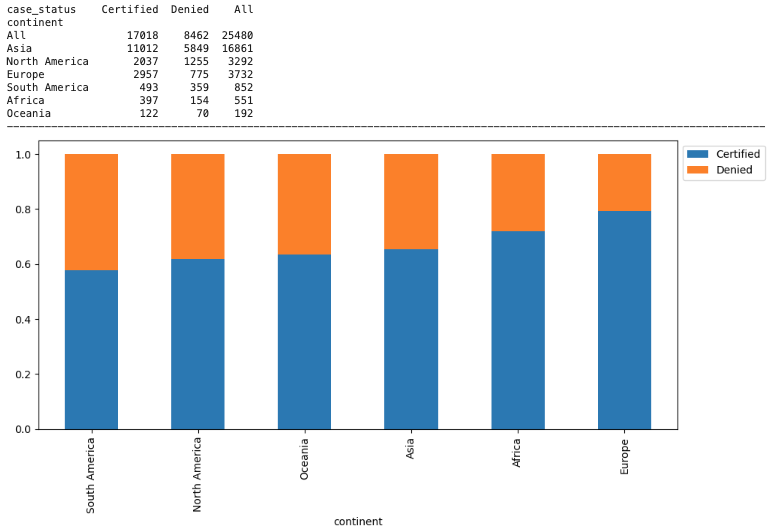 case_status    Certified  Denied    All
continent
All                17018    8462  25480
Asia               11012    5849  16861
North America       2037    1255   3292
Europe              2957     775   3732
South America        493     359    852
Africa               397     154    551
Oceania              122      70    192
------------------------------------------------------------------------------------------------------------------------
Certified
Denied
1.0
0.8
0.6
0.4
0.2
0.0
South America
North America
Oceania
Asia
Africa
Europe
continent